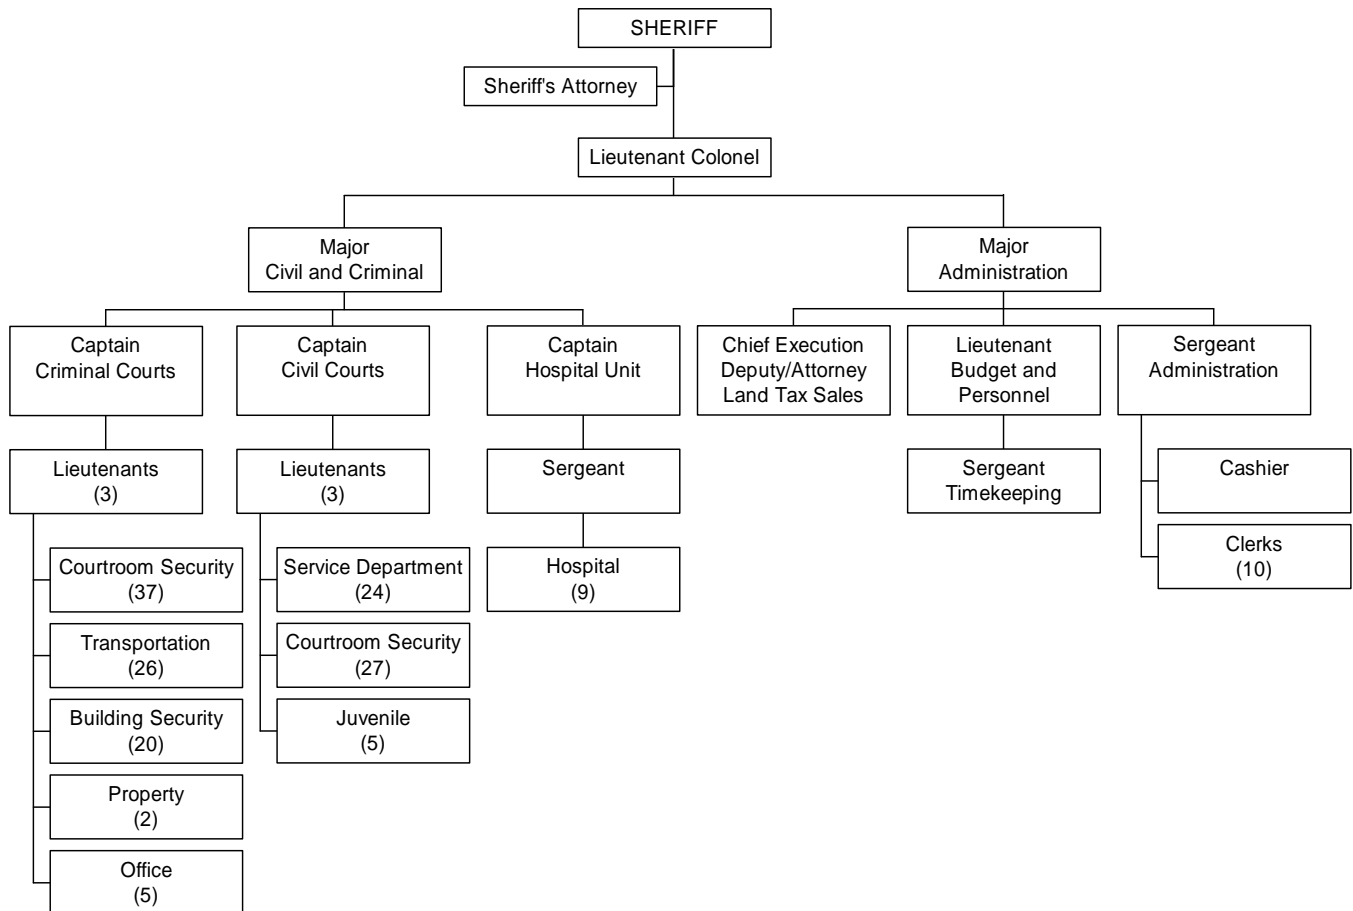 SHERIFF
Sheriff's Attorney
Lieutenant Colonel
Major
Civil and Criminal
Major
Administration
Captain
Criminal Courts
Captain
Civil Courts
Captain
Hospital Unit
Chief Execution
Deputy/Attorney
Land Tax Sales
Lieutenant
Budget and
Personnel
Sergeant
Administration
Lieutenants
(3)
Lieutenants
(3)
Sergeant
Sergeant
Timekeeping
Cashier
Clerks
(10)
Courtroom Security
(37)
Transportation
(26)
Building Security
(20)
Property
(2)
Office
(5)
Service Department
(24)
Courtroom Security
(27)
Juvenile
(5)
Hospital
(9)